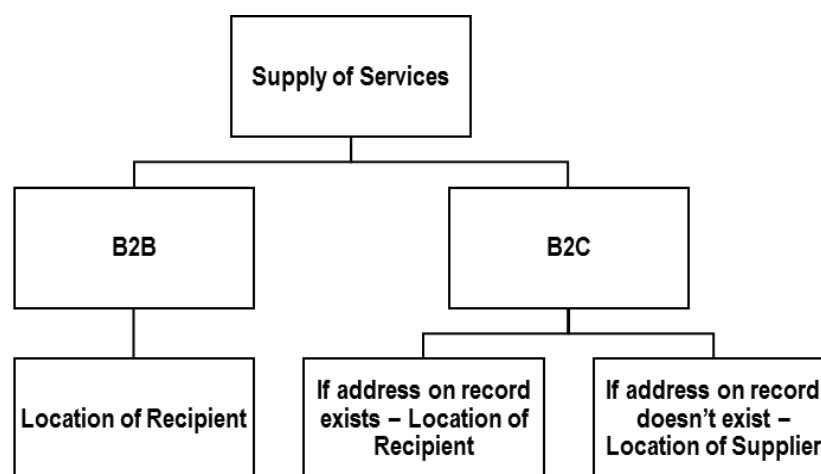 Supply of Services
B2B
B2C
Location of Recipient
If address on record
exists – Location of
Recipient
If address on record
doesn't exist –
Location of Supplier